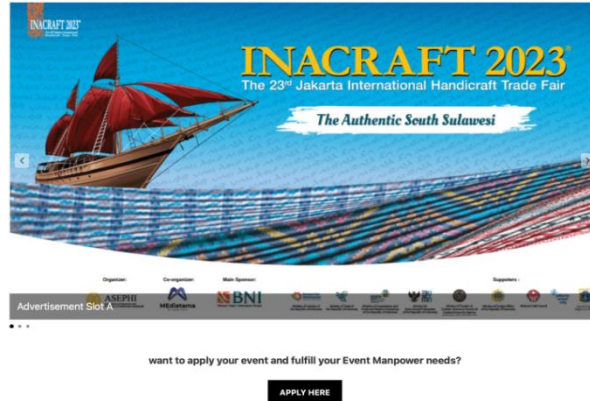 INACRAFT 2023
INACRAFT 2023
The 23rd Jakarta International Handicraft Trade Fair
The Authentic South Sulawesi
Organizer:
Co-organizer:
Main Sponsor:
Supporters :
ASEPHI
MEdiatama
BNI
Advertisement Slot A
want to apply your event and fulfill your Event Manpower needs?
APPLY HERE